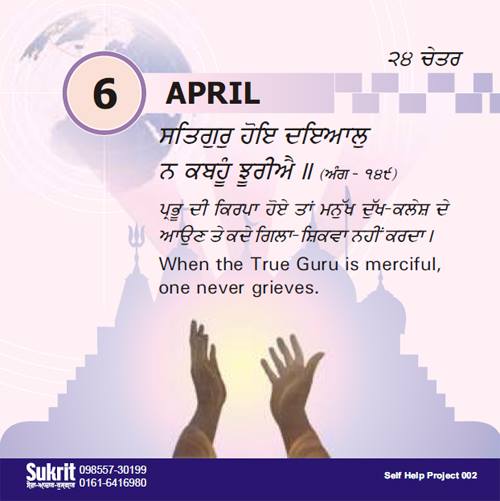 ੨੪ ਚੇਤਰ
6 APRIL
ਸਤਿਗੁਰੁ ਹੋਇ ਦਇਆਲੁ
ਨ ਕਬਹੂੰ ਝੂਰੀਐ ॥ (ਅੰਗ - ੧੪੯)
ਪ੍ਰਭੂ ਦੀ ਕਿਰਪਾ ਹੋਏ ਤਾਂ ਮਨੁੱਖ ਦੁੱਖ-ਕਲੇਸ਼ ਦੇ
ਆਉਣ ਤੇ ਕਦੇ ਗਿਲਾ-ਸ਼ਿਕਵਾ ਨਹੀਂ ਕਰਦਾ।
When the True Guru is merciful,
one never grieves.
Sukrit 098557-30199
0161-6416980
Self Help Project 002